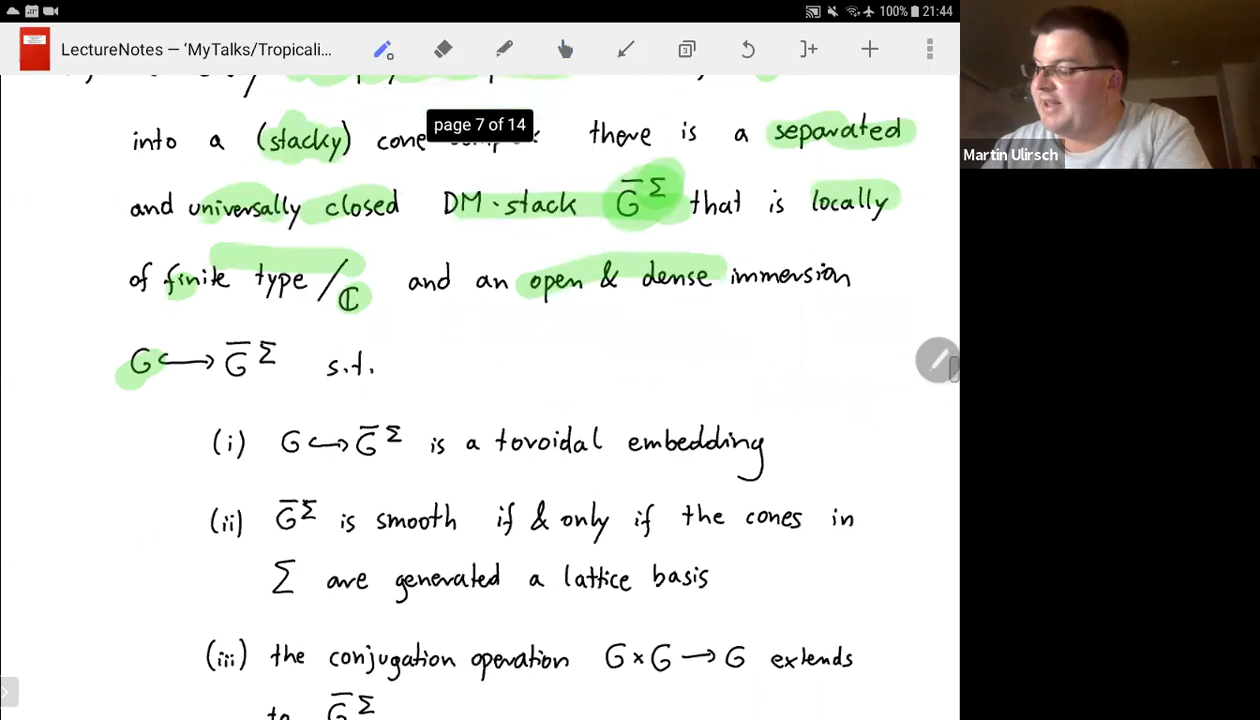 100% 21:44
LectureNotes – 'MyTalks/Tropicali...
page 7 of 14
into a (stacky) cone there is a separated
and universally closed DM-stack G̅^Σ that is locally
of finite type /ℂ and an open & dense immersion
G ↪ G̅^Σ s.t.
(i) G ↪ G̅^Σ is a toroidal embedding
(ii) G̅^Σ is smooth if & only if the cones in
Σ are generated a lattice basis
(iii) the conjugation operation G × G → G extends
to G̅^Σ
Martin Ulirsch